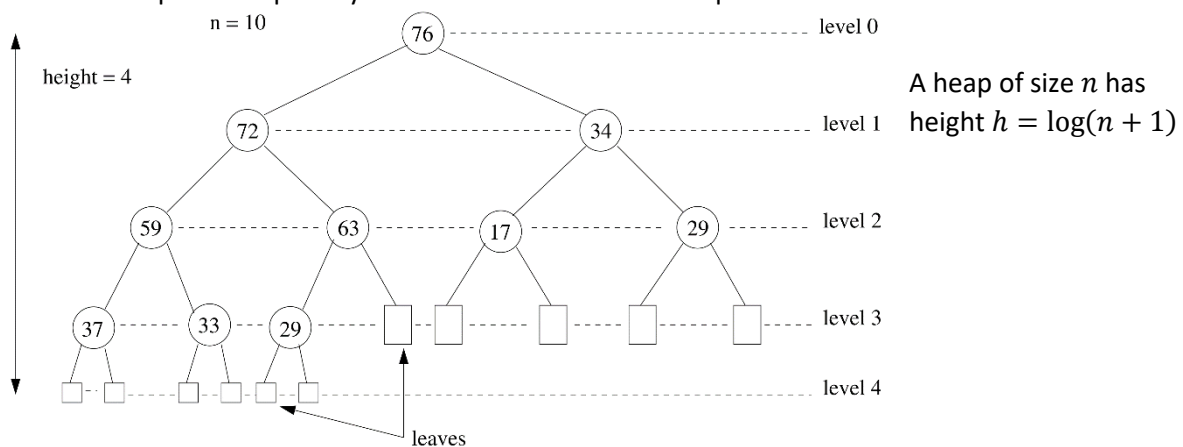 n = 10
76
level 0
height = 4
A heap of size 𝑛 has
height ℎ = log(𝑛 + 1)
72
34
level 1
59
63
17
29
level 2
37
33
29
level 3
level 4
leaves